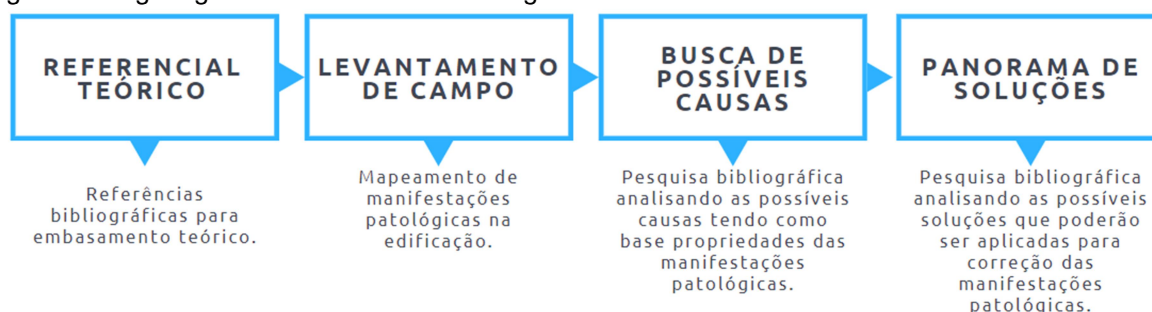 REFERENCIAL
TEÓRICO
Referências
bibliográficas para
embasamento teórico.
LEVANTAMENTO
DE CAMPO
Mapeamento de
manifestações
patológicas na
edificação.
BUSCA DE
POSSÍVEIS
CAUSAS
Pesquisa bibliográfica
analisando as possíveis
causas tendo como
base propriedades das
manifestações
patológicas.
PANORAMA DE
SOLUÇÕES
Pesquisa bibliográfica
analisando as possíveis
soluções que poderão
ser aplicadas para
correção das
manifestações
patológicas.